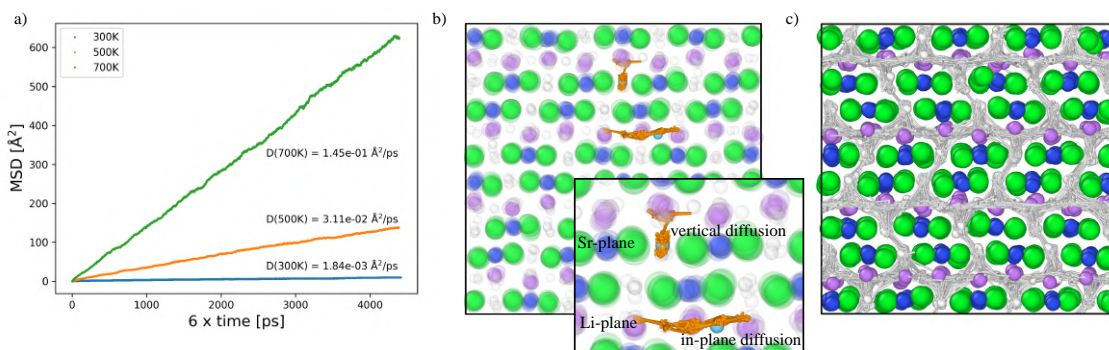 a)
300K
500K
700K
600
500
400
300
200
100
0
MSD [Å²]
D(700K) = 1.45e-01 Å²/ps
D(500K) = 3.11e-02 Å²/ps
D(300K) = 1.84e-03 Å²/ps
0 1000 2000 3000 4000
6 x time [ps]
b)
Sr-plane
vertical diffusion
Li-plane
in-plane diffusion
c)